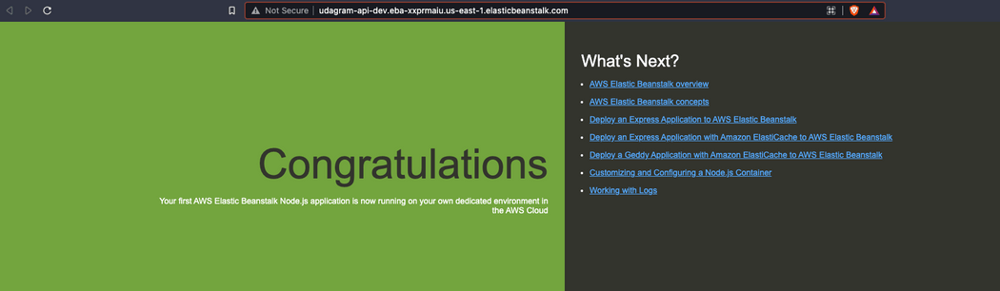 Not Secure udagram-api-dev.eba-xxprmaiu.us-east-1.elasticbeanstalk.com
Congratulations
Your first AWS Elastic Beanstalk Node.js application is now running on your own dedicated environment in
the AWS Cloud
What's Next?
AWS Elastic Beanstalk overview
AWS Elastic Beanstalk concepts
Deploy an Express Application to AWS Elastic Beanstalk
Deploy an Express Application with Amazon ElastiCache to AWS Elastic Beanstalk
Deploy a Geddy Application with Amazon ElastiCache to AWS Elastic Beanstalk
Customizing and Configuring a Node.js Container
Working with Logs